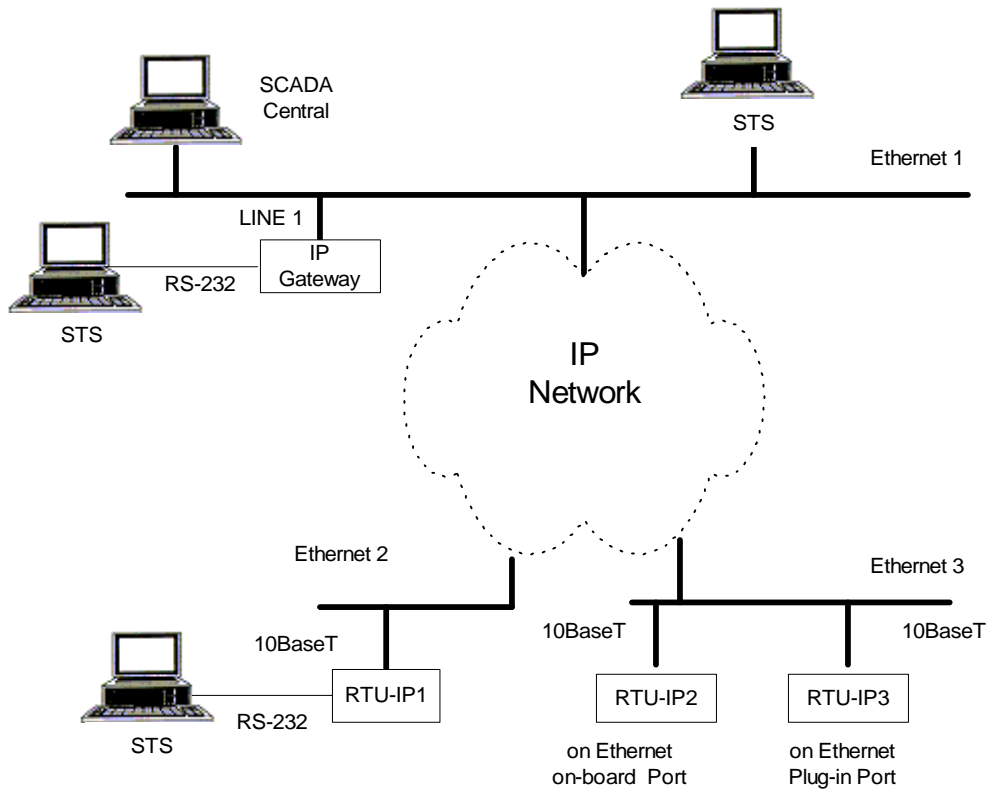 SCADA
Central
STS
Ethernet 1
LINE 1
IP
Gateway
RS-232
STS
IP
Network
Ethernet 2
Ethernet 3
10BaseT
10BaseT
10BaseT
RTU-IP1
RTU-IP2
RTU-IP3
RS-232
STS
on Ethernet
on-board Port
on Ethernet
Plug-in Port